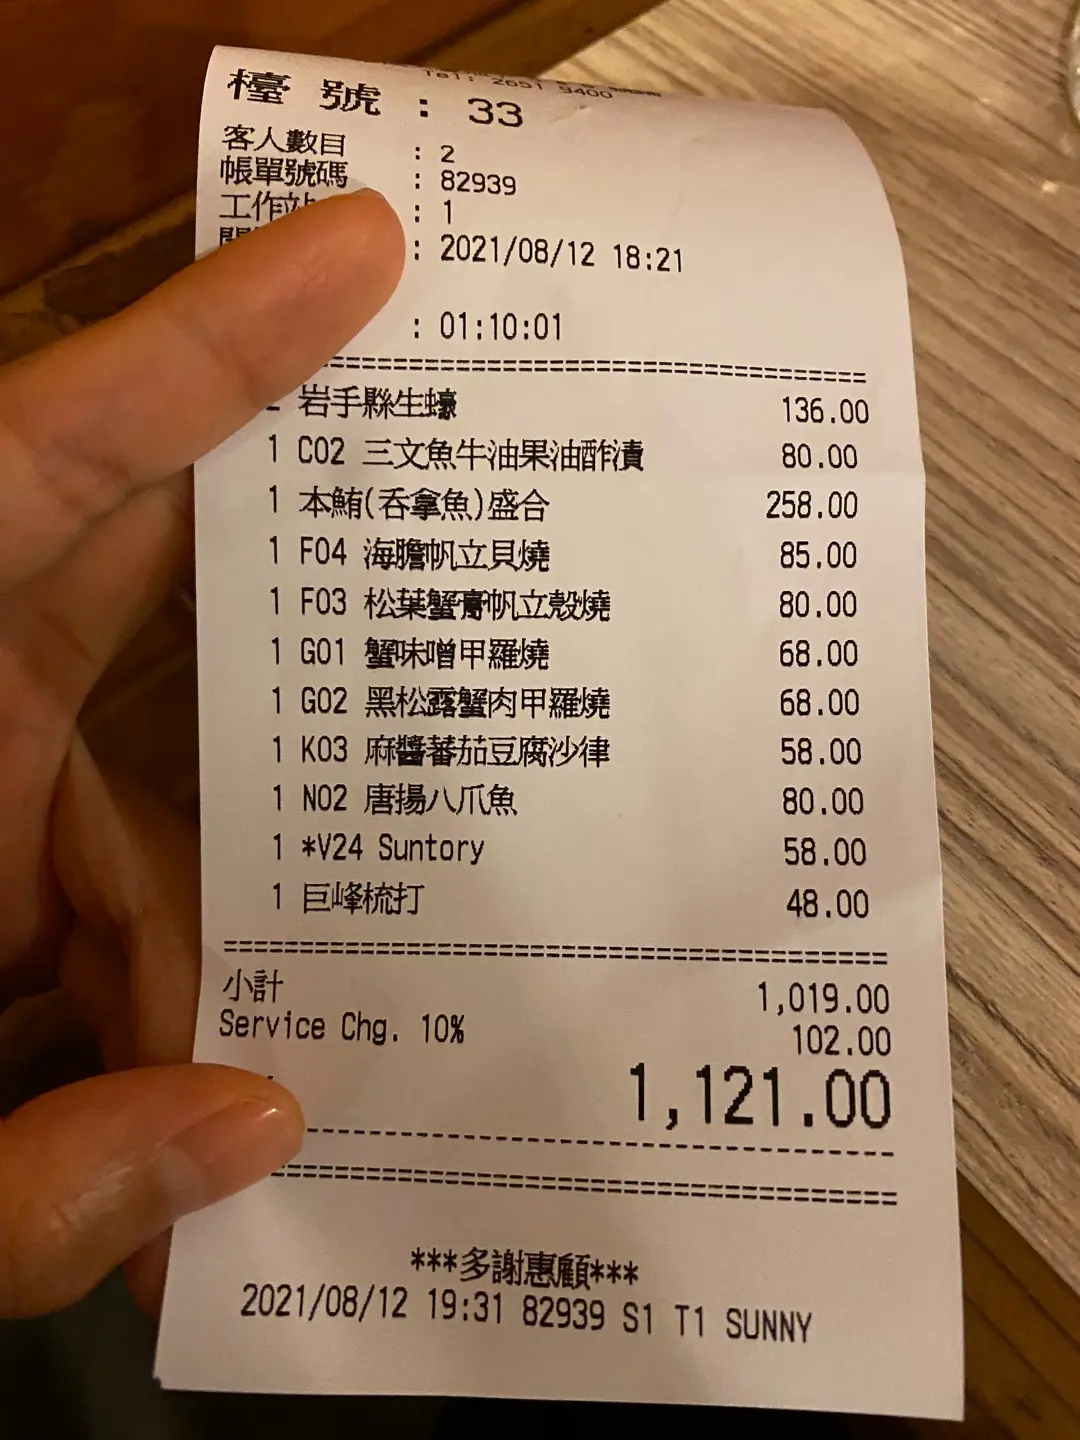 Tel: 2691 9400
檯號 : 33
客人數目 : 2
帳單號碼 : 82939
工作站 : 1
: 2021/08/12 18:21
: 01:10:01
岩手縣生蠔 136.00
1 C02 三文魚牛油果油酢漬 80.00
1 本鮪(吞拿魚)盛合 258.00
1 F04 海膽帆立貝燒 85.00
1 F03 松葉蟹膏帆立殼燒 80.00
1 G01 蟹味噌甲羅燒 68.00
1 G02 黑松露蟹肉甲羅燒 68.00
1 K03 麻醬蕃茄豆腐沙律 58.00
1 N02 唐揚八爪魚 80.00
1 *V24 Suntory 58.00
1 巨峰梳打 48.00
小計 1,019.00
Service Chg. 10% 102.00
1,121.00
***多謝惠顧***
2021/08/12 19:31 82939 S1 T1 SUNNY